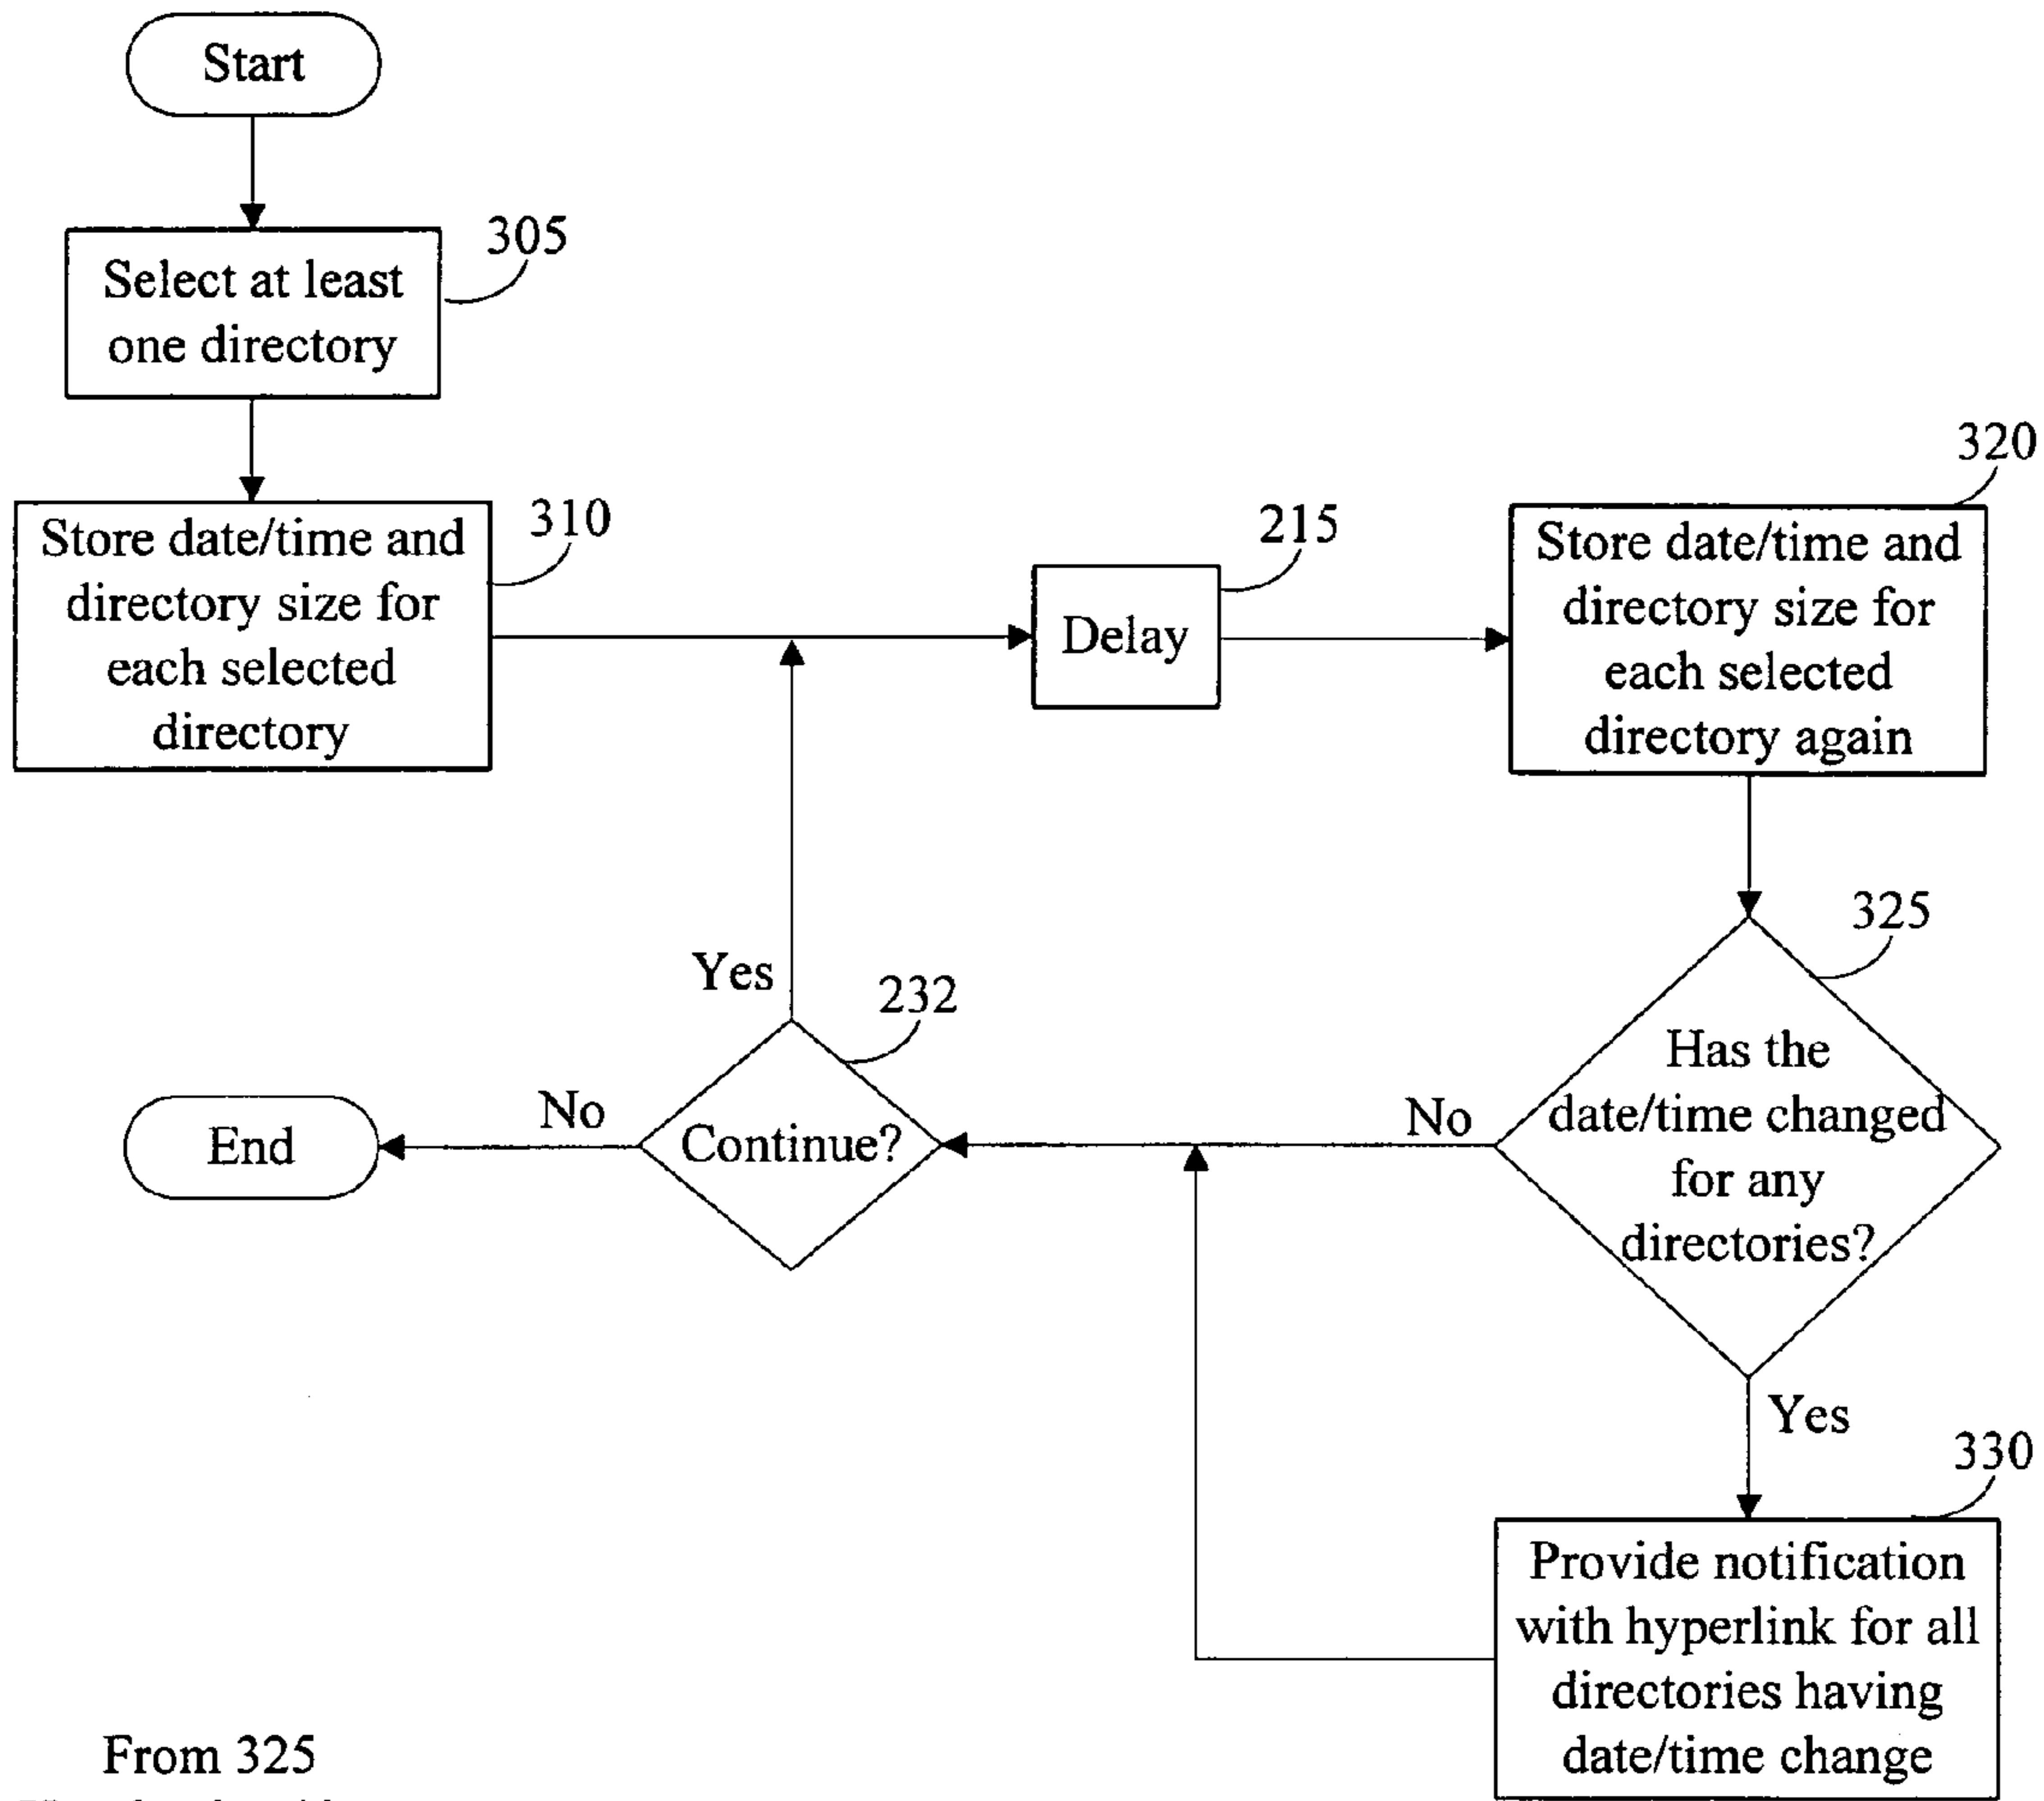 Start
305
Select at least
one directory
310
Store date/time and
directory size for
each selected
directory
215
Delay
320
Store date/time and
directory size for
each selected
directory again
325
Has the
date/time changed
for any
directories?
No
Yes
232
Continue?
Yes
No
End
330
Provide notification
with hyperlink for all
directories having
date/time change
From 325